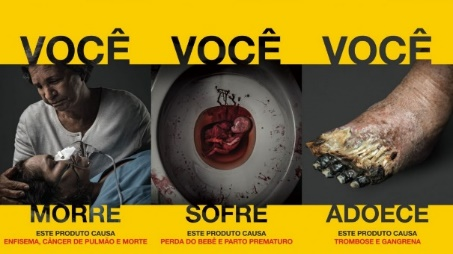 VOCÊ
MORRE
ESTE PRODUTO CAUSA
ENFISEMA, CÂNCER DE PULMÃO E MORTE
VOCÊ
SOFRE
ESTE PRODUTO CAUSA
PERDA DO BEBÊ E PARTO PREMATURO
VOCÊ
ADOECE
ESTE PRODUTO CAUSA
TROMBOSE E GANGRENA